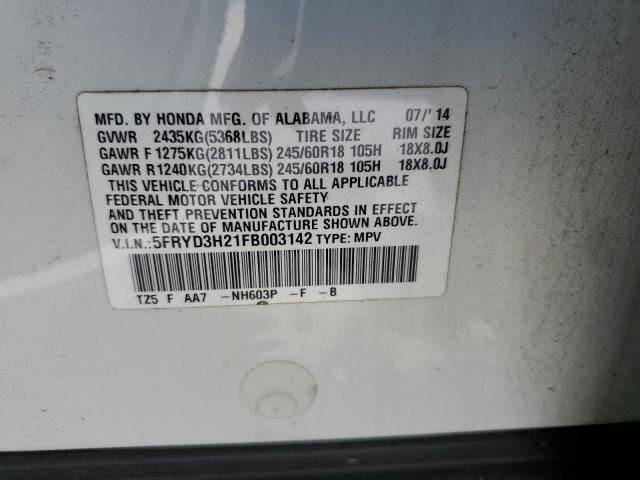 MFD. BY HONDA MFG. OF ALABAMA, LLC 07/'14
GVWR 2435KG(5368LBS) TIRE SIZE RIM SIZE
GAWR F 1275KG(2811LBS) 245/60R18 105H 18X8.0J
GAWR R1240KG(2734LBS) 245/60R18 105H 18X8.0J
THIS VEHICLE CONFORMS TO ALL APPLICABLE
FEDERAL MOTOR VEHICLE SAFETY
AND THEFT PREVENTION STANDARDS IN EFFECT
ON THE DATE OF MANUFACTURE SHOWN ABOVE.
V.I.N.:5FRYD3H21FB003142 TYPE: MPV
TZ5 F AA7 -NH603P -F -B